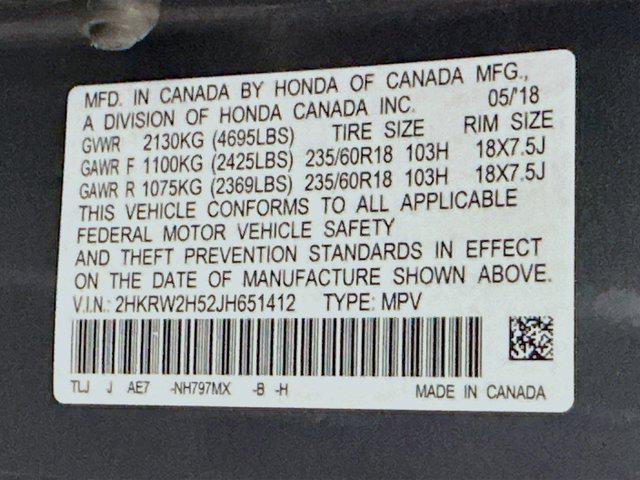 MFD. IN CANADA BY HONDA OF CANADA MFG.,
A DIVISION OF HONDA CANADA INC. 05/'18
GVWR 2130KG (4695LBS) TIRE SIZE RIM SIZE
GAWR F 1100KG (2425LBS) 235/60R18 103H 18X7.5J
GAWR R 1075KG (2369LBS) 235/60R18 103H 18X7.5J
THIS VEHICLE CONFORMS TO ALL APPLICABLE
FEDERAL MOTOR VEHICLE SAFETY
AND THEFT PREVENTION STANDARDS IN EFFECT
ON THE DATE OF MANUFACTURE SHOWN ABOVE.
V.I.N.: 2HKRW2H52JH651412 TYPE: MPV
TLJ J AE7 -NH797MX -B -H MADE IN CANADA